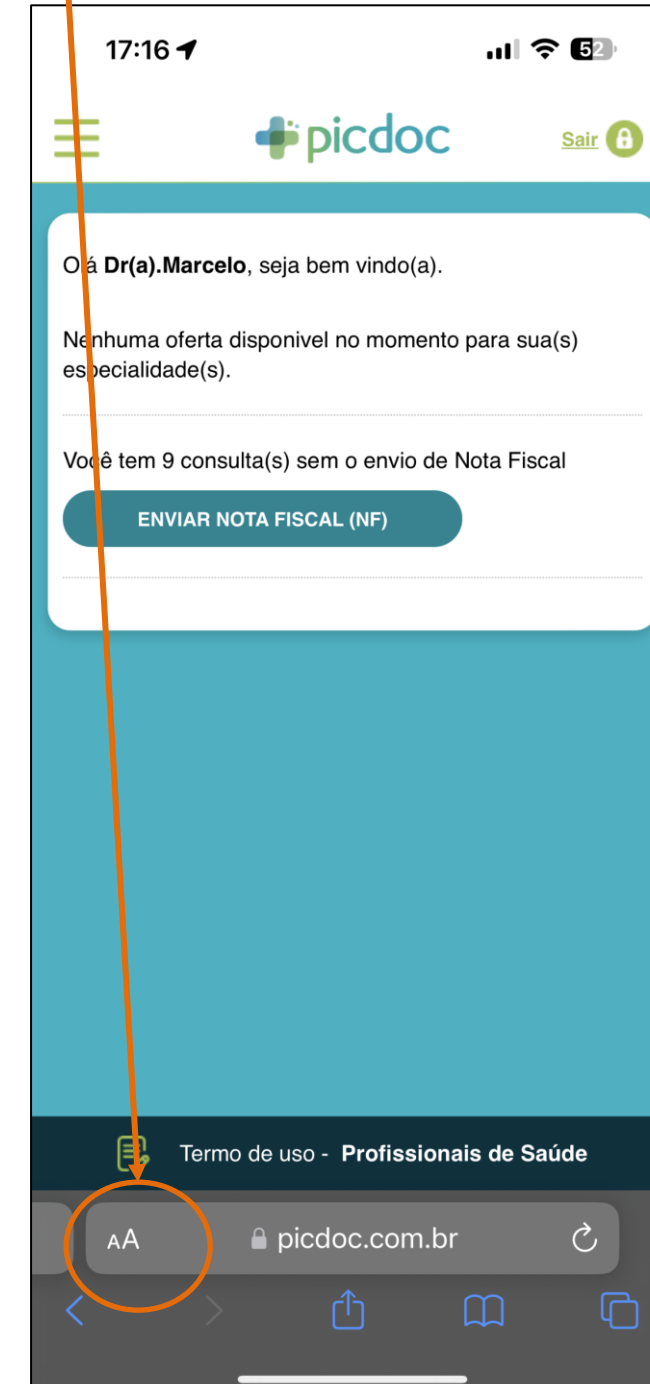 17:16
52
picdoc
Sair
Olá Dr(a).Marcelo, seja bem vindo(a).
Nenhuma oferta disponivel no momento para sua(s)
especialidade(s).
Você tem 9 consulta(s) sem o envio de Nota Fiscal
ENVIAR NOTA FISCAL (NF)
Termo de uso - Profissionais de Saúde
AA picdoc.com.br